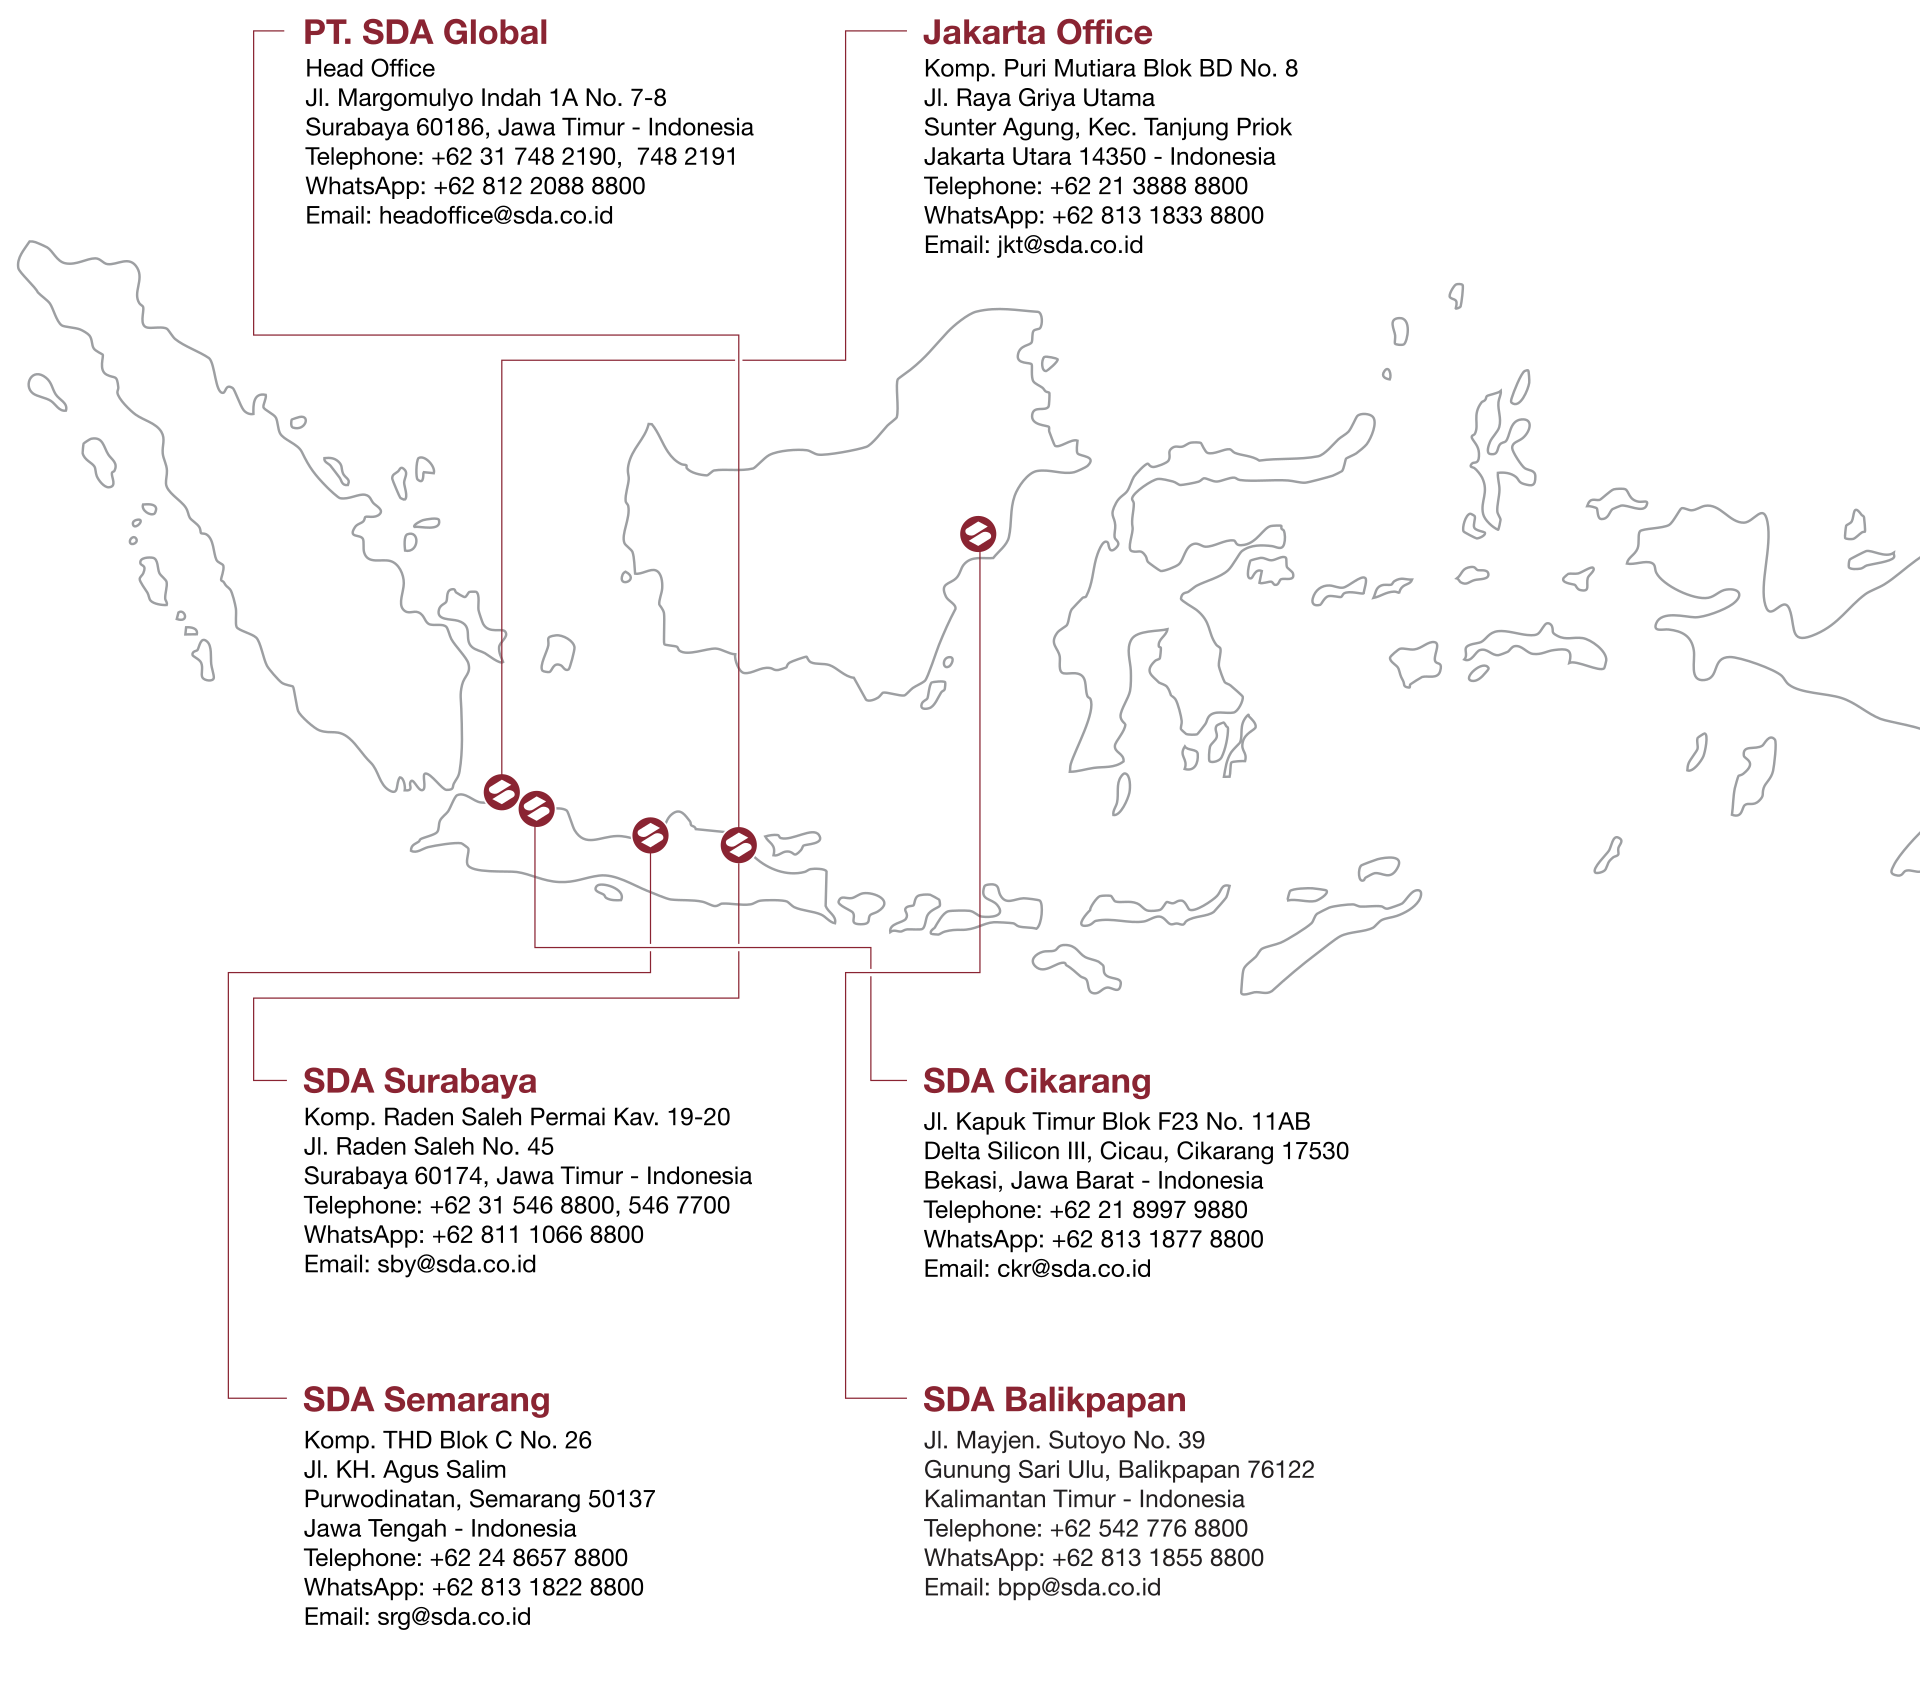 PT. SDA Global
Head Office
Jl. Margomulyo Indah 1A No. 7-8
Surabaya 60186, Jawa Timur - Indonesia
Telephone: +62 31 748 2190,  748 2191
WhatsApp: +62 812 2088 8800
Email: headoffice@sda.co.id
Jakarta Office
Komp. Puri Mutiara Blok BD No. 8
Jl. Raya Griya Utama
Sunter Agung, Kec. Tanjung Priok
Jakarta Utara 14350 - Indonesia
Telephone: +62 21 3888 8800
WhatsApp: +62 813 1833 8800
Email: jkt@sda.co.id
SDA Surabaya
Komp. Raden Saleh Permai Kav. 19-20
Jl. Raden Saleh No. 45
Surabaya 60174, Jawa Timur - Indonesia
Telephone: +62 31 546 8800, 546 7700
WhatsApp: +62 811 1066 8800
Email: sby@sda.co.id
SDA Cikarang
Jl. Kapuk Timur Blok F23 No. 11AB
Delta Silicon III, Cicau, Cikarang 17530
Bekasi, Jawa Barat - Indonesia
Telephone: +62 21 8997 9880
WhatsApp: +62 813 1877 8800
Email: ckr@sda.co.id
SDA Semarang
Komp. THD Blok C No. 26
Jl. KH. Agus Salim
Purwodinatan, Semarang 50137
Jawa Tengah - Indonesia
Telephone: +62 24 8657 8800
WhatsApp: +62 813 1822 8800
Email: srg@sda.co.id
SDA Balikpapan
Jl. Mayjen. Sutoyo No. 39
Gunung Sari Ulu, Balikpapan 76122
Kalimantan Timur - Indonesia
Telephone: +62 542 776 8800
WhatsApp: +62 813 1855 8800
Email: bpp@sda.co.id